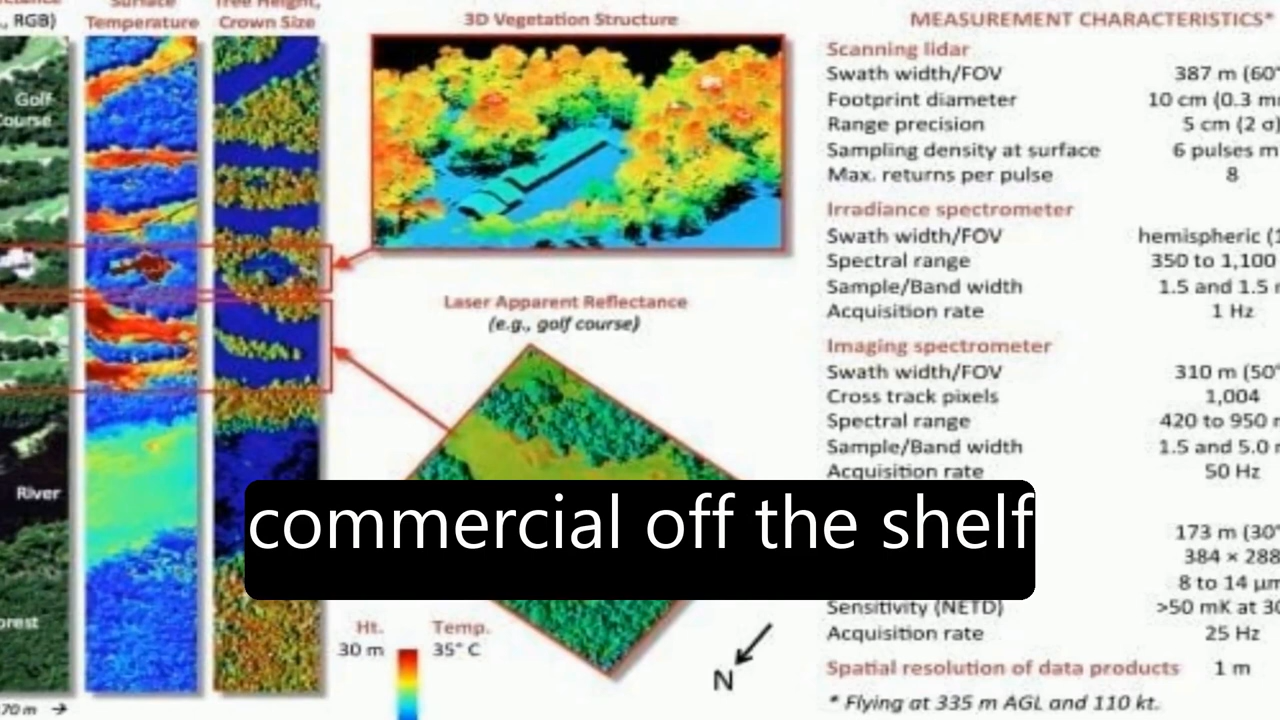 , RGB)
Surface
Temperature
Tree Height,
Crown Size
Golf
Course
River
orest
70 m →
3D Vegetation Structure
Laser Apparent Reflectance
(e.g., golf course)
Ht.
30 m
Temp.
35° C
N
MEASUREMENT CHARACTERISTICS*
Scanning lidar
Swath width/FOV 387 m (60°
Footprint diameter 10 cm (0.3 m
Range precision 5 cm (2 σ)
Sampling density at surface 6 pulses m
Max. returns per pulse 8
Irradiance spectrometer
Swath width/FOV hemispheric (1
Spectral range 350 to 1,100
Sample/Band width 1.5 and 1.5
Acquisition rate 1 Hz
Imaging spectrometer
Swath width/FOV 310 m (50°
Cross track pixels 1,004
Spectral range 420 to 950
Sample/Band width 1.5 and 5.0
Acquisition rate 50 Hz
commercial off the shelf
173 m (30°
384 × 288
8 to 14 µm
Sensitivity (NETD) >50 mK at 30
Acquisition rate 25 Hz
Spatial resolution of data products 1 m
* Flying at 335 m AGL and 110 kt.